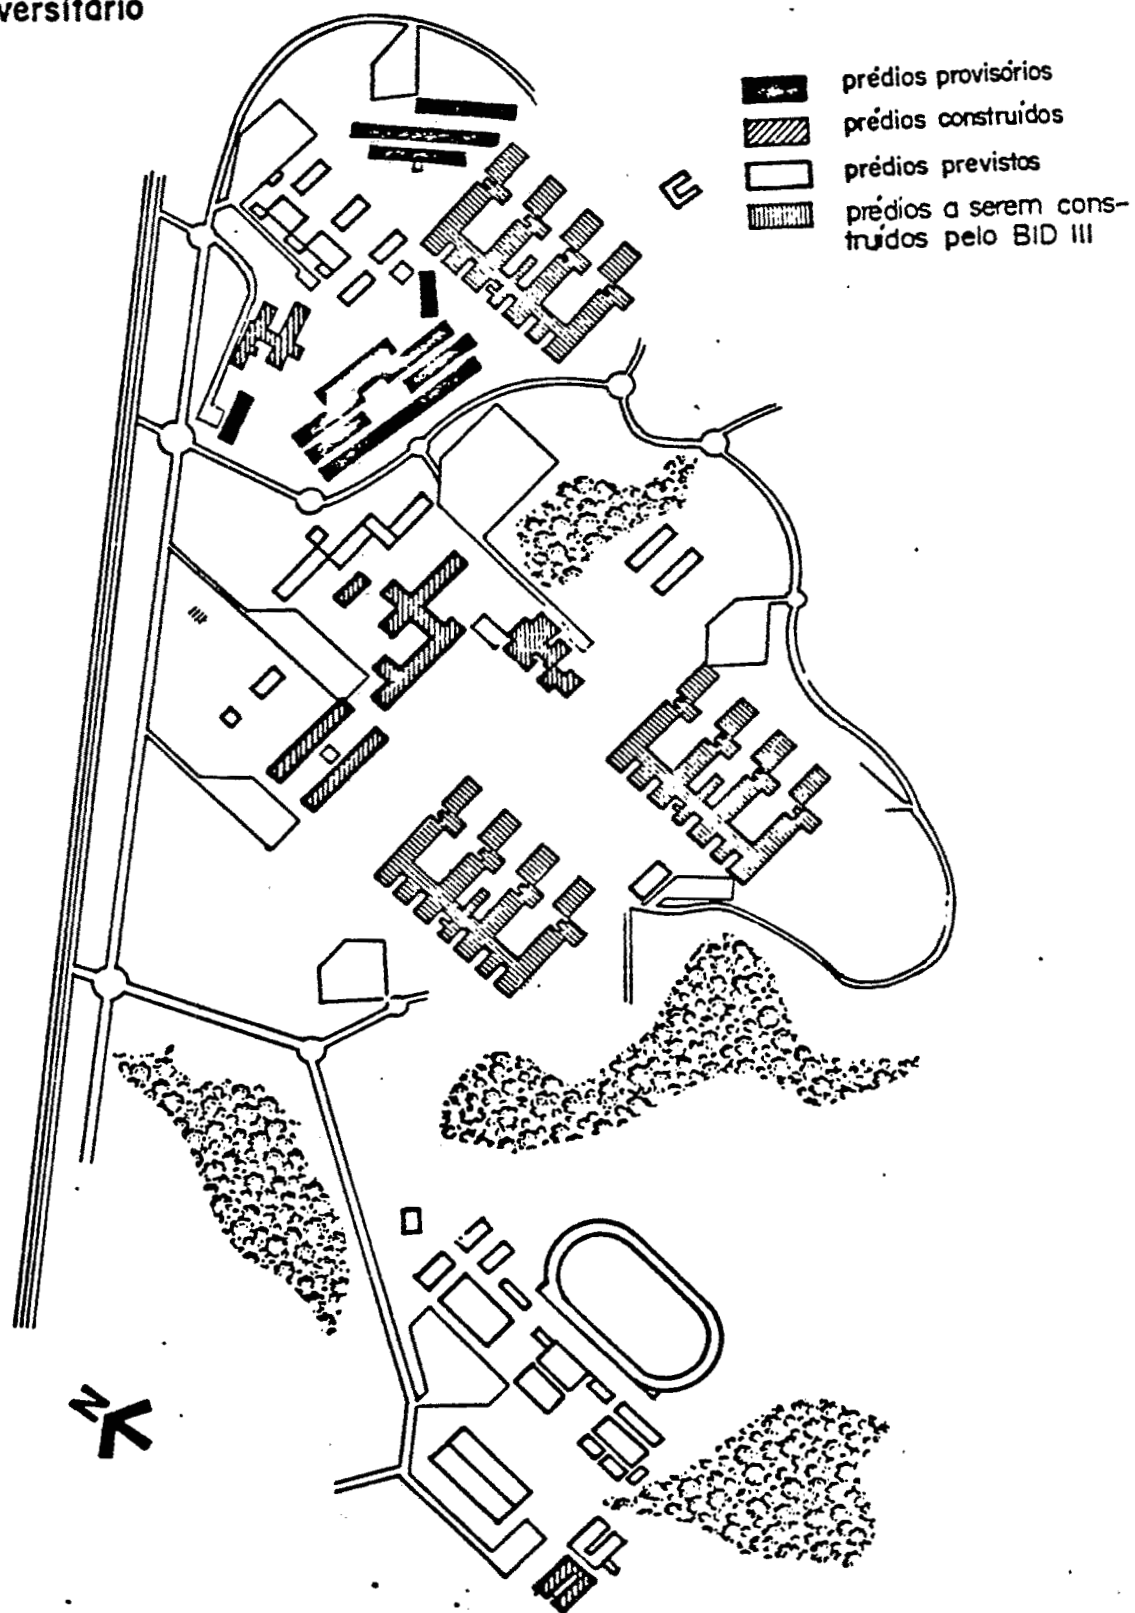 versitário
prédios provisórios
prédios construídos
prédios previstos
prédios a serem cons-
truídos pelo BID III
N